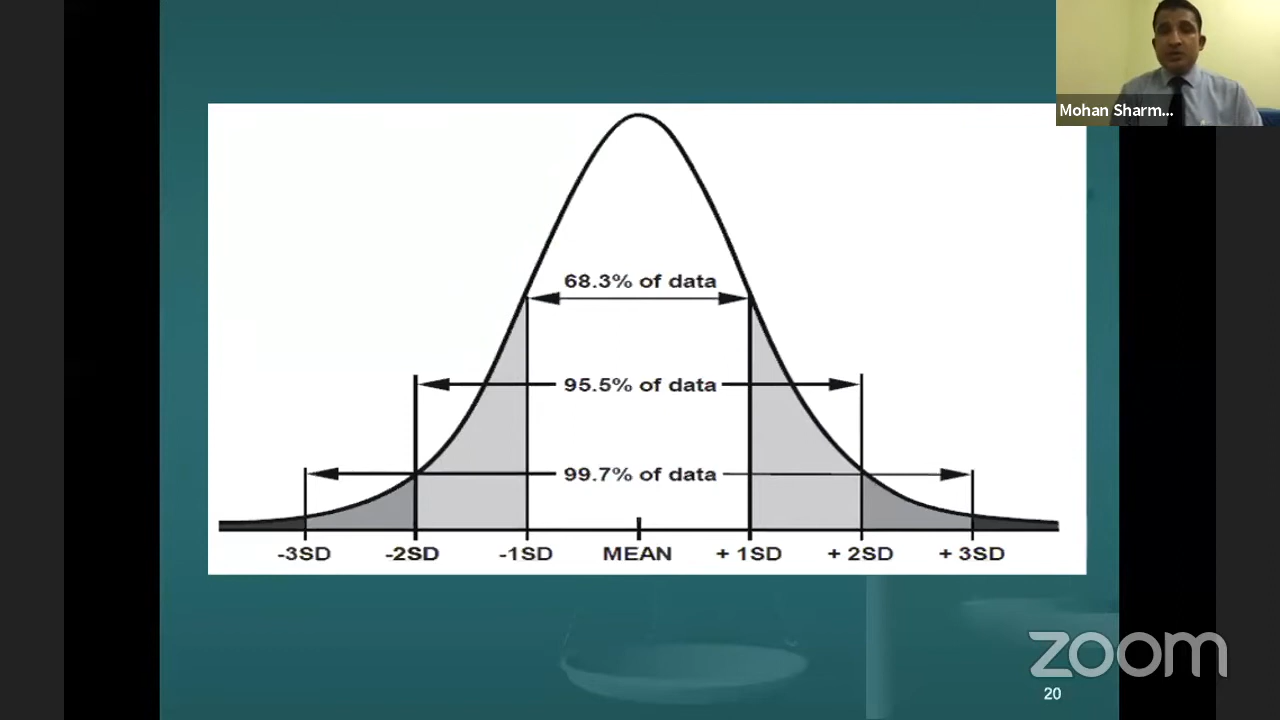 Mohan Sharm...
68.3% of data
95.5% of data
99.7% of data
-3SD -2SD -1SD MEAN + 1SD + 2SD + 3SD
zoom
20